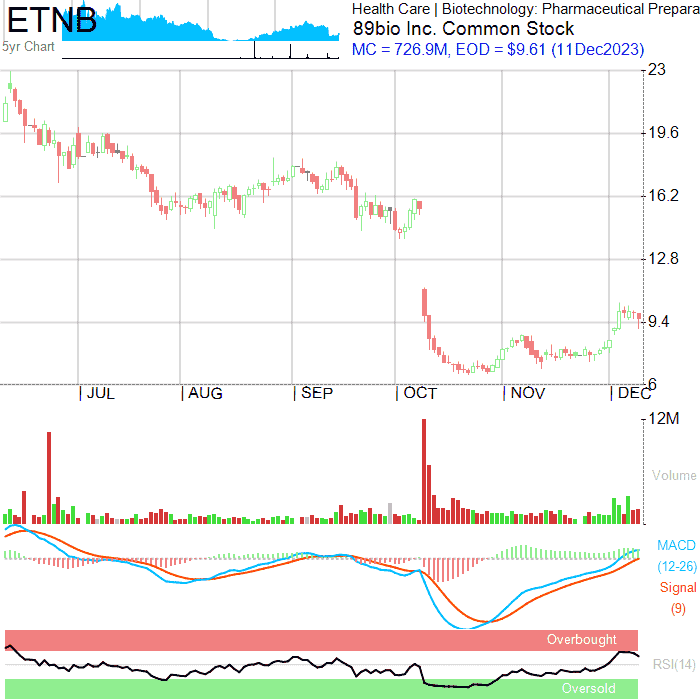 ETNB
5yr Chart
Health Care | Biotechnology: Pharmaceutical Prepara
89bio Inc. Common Stock
MC = 726.9M, EOD = $9.61 (11Dec2023)
23
19.6
16.2
12.8
9.4
6
JUL
AUG
SEP
OCT
NOV
DEC
12M
Volume
MACD
(12-26)
Signal
(9)
Overbought
RSI(14)
Oversold